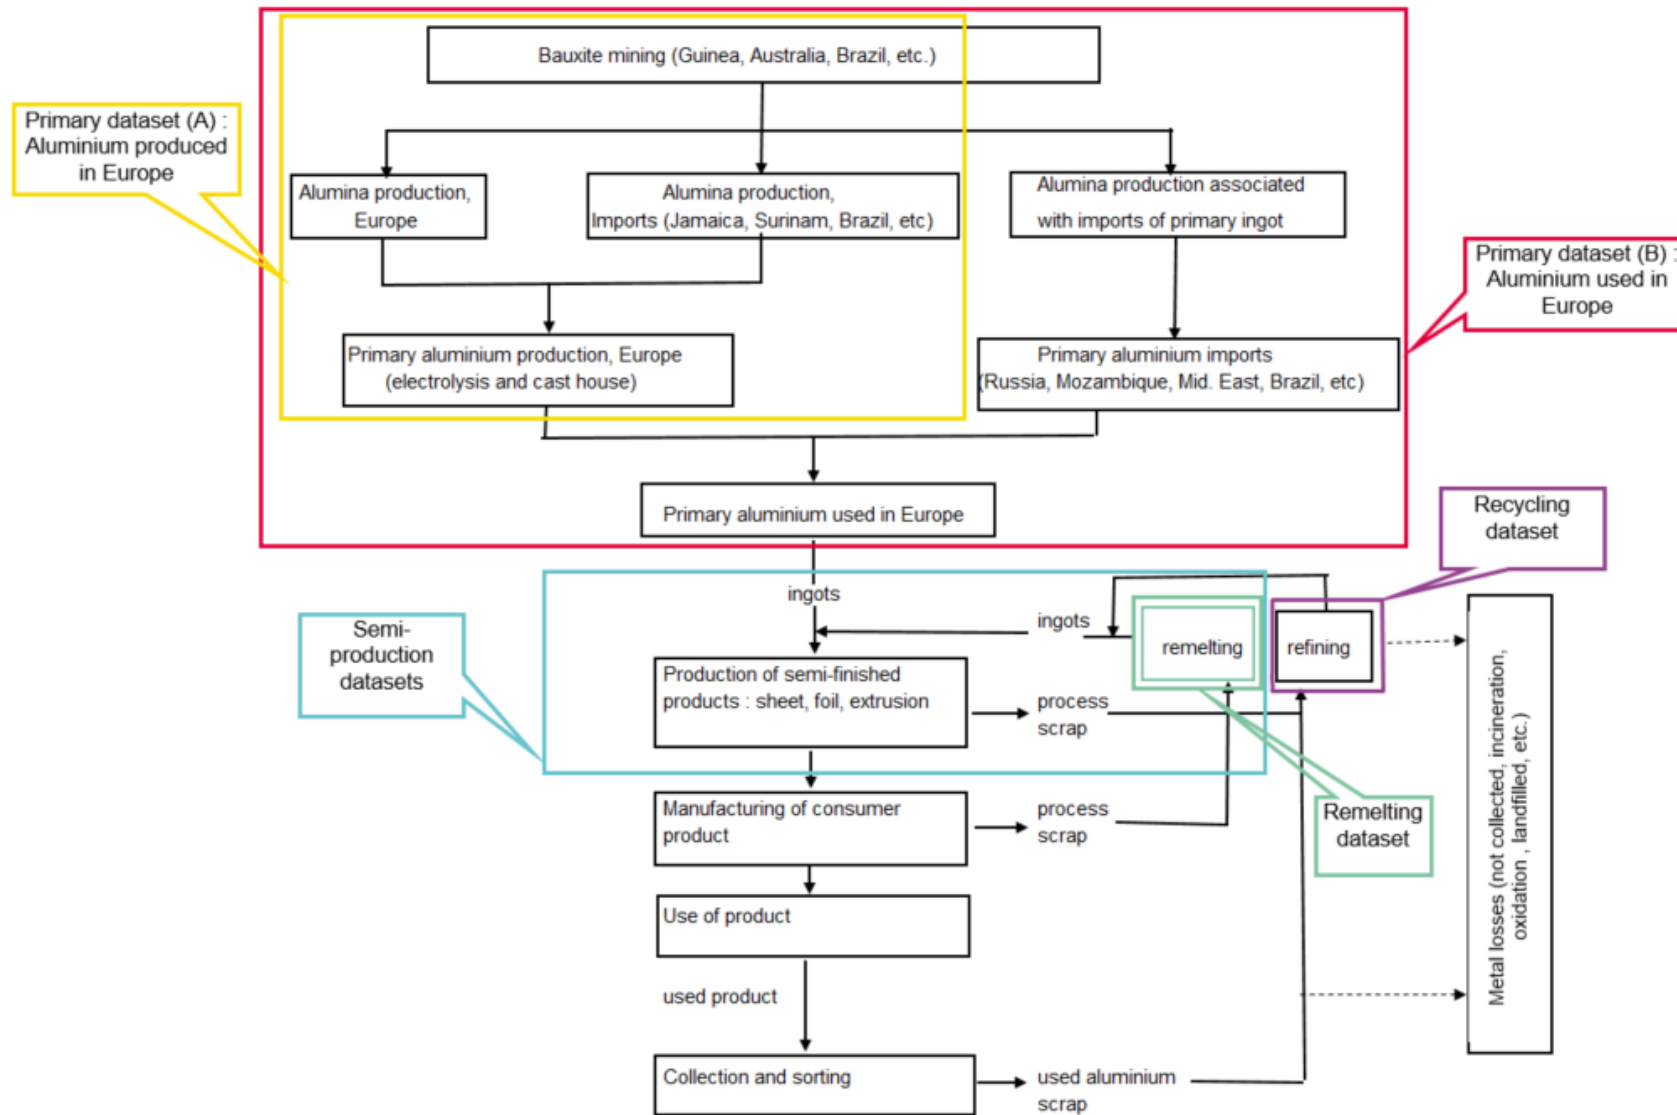 Bauxite mining (Guinea, Australia, Brazil, etc.)
Primary dataset (A) :
Aluminium produced
in Europe
Alumina production,
Europe
Alumina production,
Imports (Jamaica, Surinam, Brazil, etc)
Alumina production associated
with imports of primary ingot
Primary dataset (B) :
Aluminium used in
Europe
Primary aluminium production, Europe
(electrolysis and cast house)
Primary aluminium imports
(Russia, Mozambique, Mid. East, Brazil, etc)
Primary aluminium used in Europe
Recycling
dataset
ingots
ingots
remelting
refining
Semi-
production
datasets
Production of semi-finished
products : sheet, foil, extrusion
process
scrap
Manufacturing of consumer
product
process
scrap
Remelting
dataset
Metal losses (not collected, incineration,
oxidation , landfilled, etc.)
Use of product
used product
Collection and sorting
used aluminium
scrap